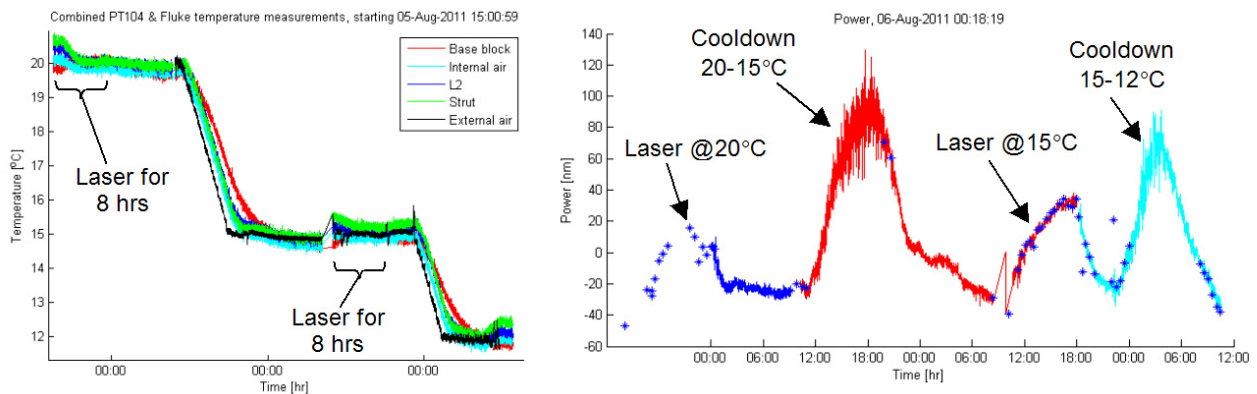 Combined PT104 & Fluke temperature measurements, starting 05-Aug-2011 15:00:59
20
19
18
17
16
15
14
13
12
Temperature [ºC]
Base block
Internal air
L2
Strut
External air
Laser for
8 hrs
Laser for
8 hrs
00:00
00:00
00:00
Time [hr]
Power, 06-Aug-2011 00:18:19
140
120
100
80
60
40
20
0
-20
-40
-60
Power [nm]
Cooldown
20-15°C
Cooldown
15-12°C
Laser @20°C
Laser @15°C
00:00 06:00 12:00 18:00 00:00 06:00 12:00 18:00 00:00 06:00 12:00
Time [hr]